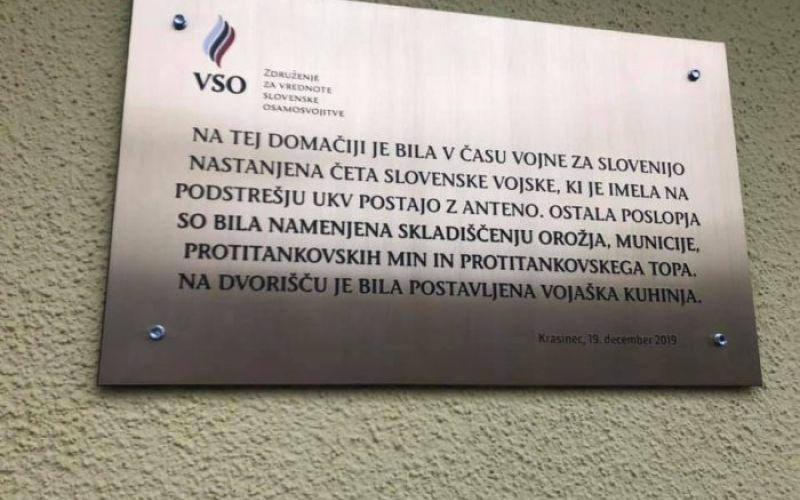 VSO
ZDRUŽENJE
ZA VREDNOTE
SLOVENSKE
OSAMOSVOJITVE
NA TEJ DOMAČIJI JE BILA V ČASU VOJNE ZA SLOVENIJO
NASTANJENA ČETA SLOVENSKE VOJSKE, KI JE IMELA NA
PODSTREŠJU UKV POSTAJO Z ANTENO. OSTALA POSLOPJA
SO BILA NAMENJENA SKLADIŠČENJU OROŽJA, MUNICIJE,
PROTITANKOVSKIH MIN IN PROTITANKOVSKEGA TOPA.
NA DVORIŠČU JE BILA POSTAVLJENA VOJAŠKA KUHINJA.
Krasinec, 19. december 2019